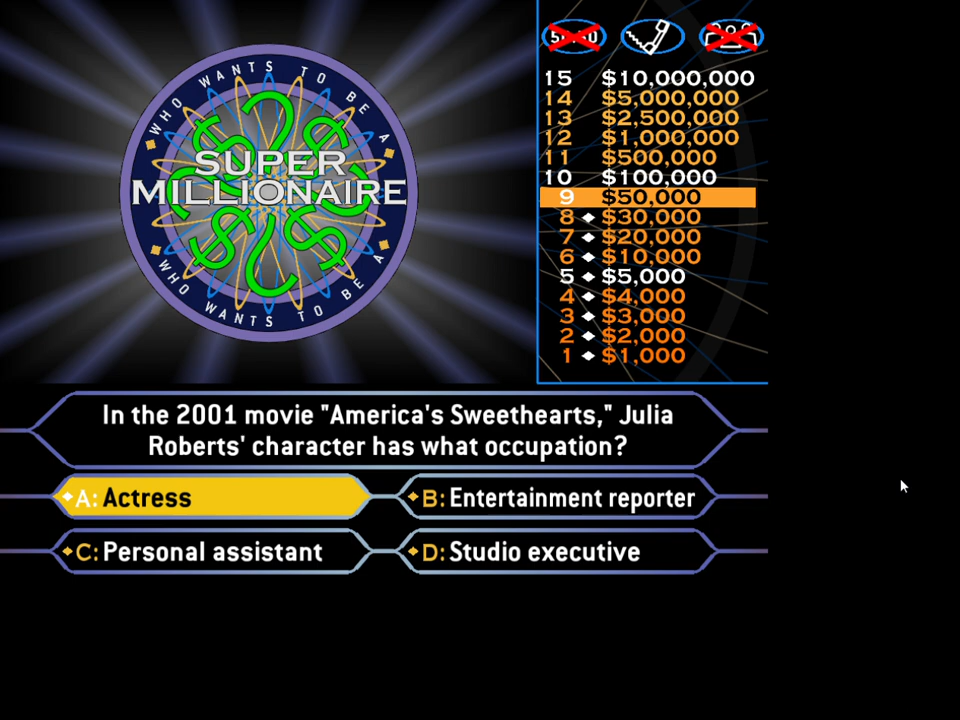 WHO WANTS TO BE A
SUPER
MILLIONAIRE
WHO WANTS TO BE A
50:50
15 $10,000,000
14 $5,000,000
13 $2,500,000
12 $1,000,000
11 $500,000
10 $100,000
9 $50,000
8 ◆ $30,000
7 ◆ $20,000
6 ◆ $10,000
5 ◆ $5,000
4 ◆ $4,000
3 ◆ $3,000
2 ◆ $2,000
1 ◆ $1,000
In the 2001 movie "America's Sweethearts," Julia
Roberts' character has what occupation?
◆A: Actress
◆B: Entertainment reporter
◆C: Personal assistant
◆D: Studio executive